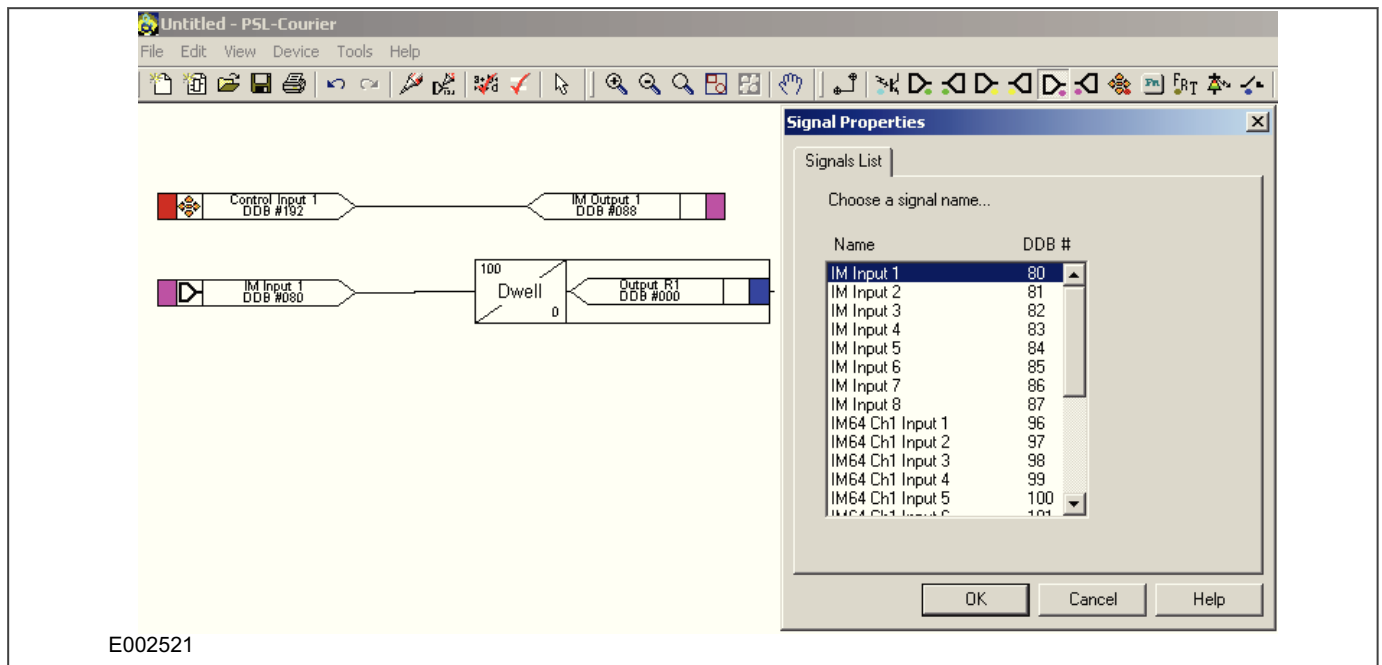 Untitled - PSL-Courier
File Edit View Device Tools Help
Control Input 1
DDB #192
IM Output 1
DDB #088
IM Input 1
DDB #080
100
Dwell
0
Output R1
DDB #000
Signal Properties
Signals List
Choose a signal name...
Name DDB #
IM Input 1 80
IM Input 2 81
IM Input 3 82
IM Input 4 83
IM Input 5 84
IM Input 6 85
IM Input 7 86
IM Input 8 87
IM64 Ch1 Input 1 96
IM64 Ch1 Input 2 97
IM64 Ch1 Input 3 98
IM64 Ch1 Input 4 99
IM64 Ch1 Input 5 100
OK Cancel Help
E002521